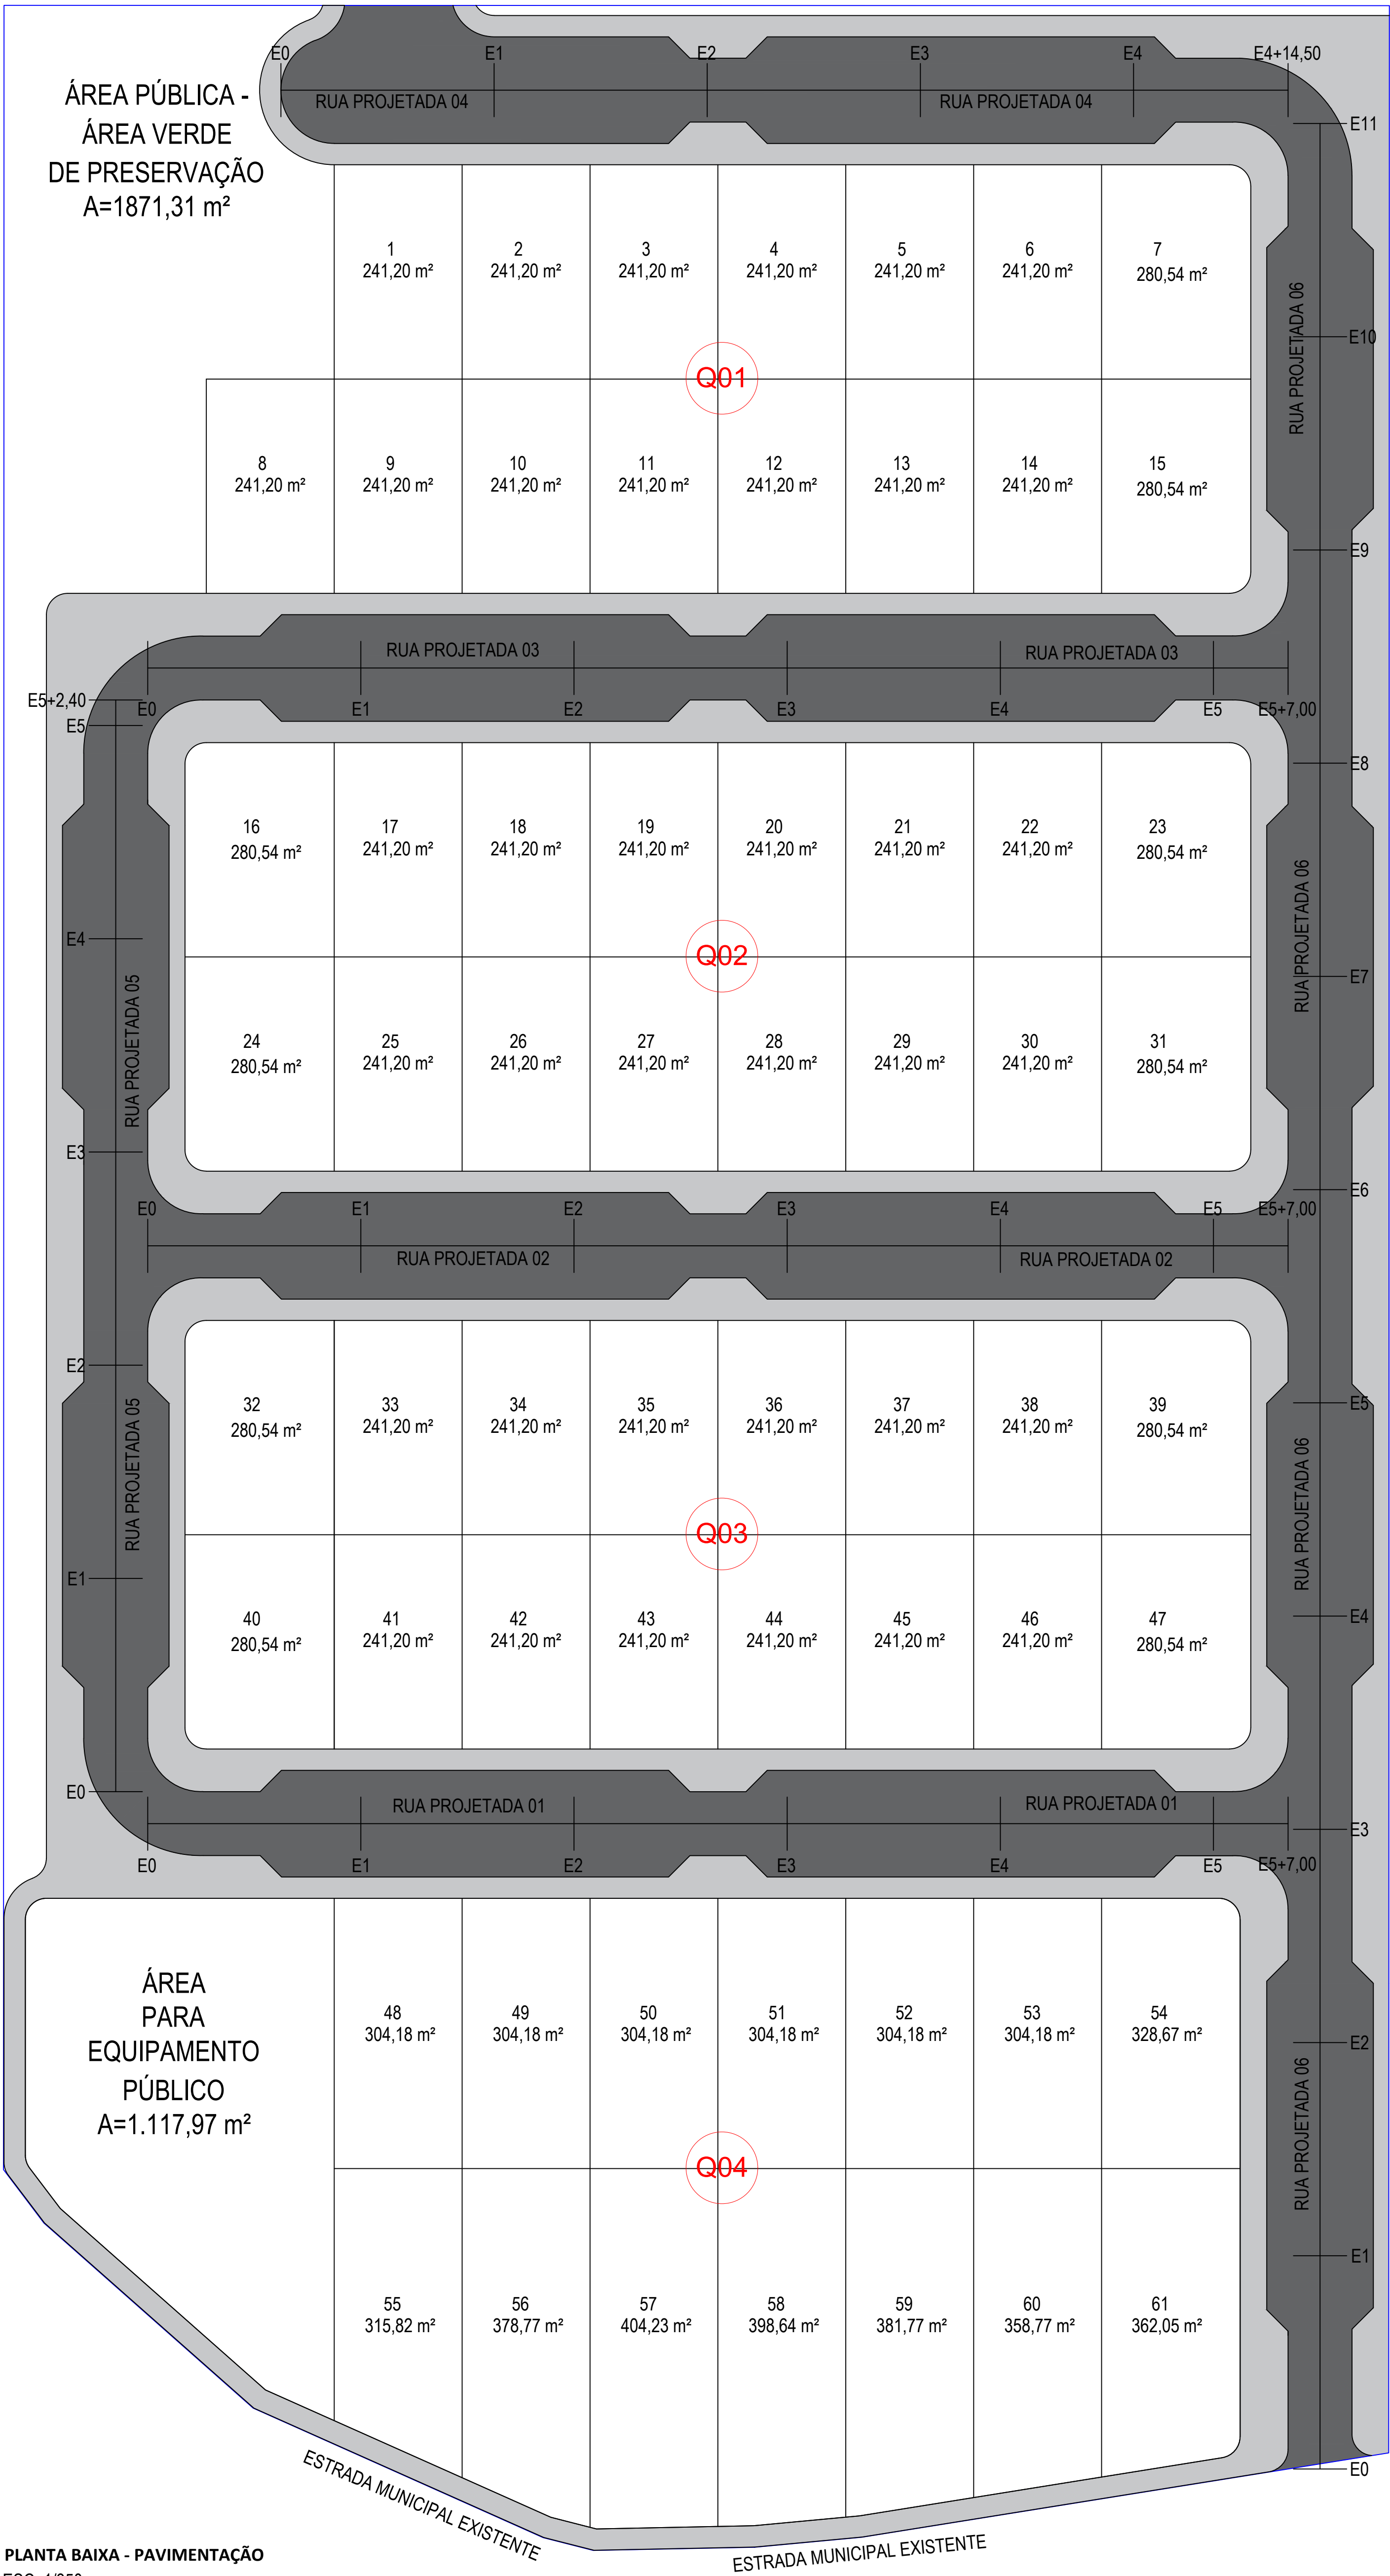 E0
E1
E2
E3
E4
E4+14,50
RUA PROJETADA 04
RUA PROJETADA 04
ÁREA PÚBLICA -
ÁREA VERDE
DE PRESERVAÇÃO
A=1871,31 m²
E11
1
241,20 m²
2
241,20 m²
3
241,20 m²
4
241,20 m²
5
241,20 m²
6
241,20 m²
7
280,54 m²
RUA PROJETADA 06
E10
Q01
8
241,20 m²
9
241,20 m²
10
241,20 m²
11
241,20 m²
12
241,20 m²
13
241,20 m²
14
241,20 m²
15
280,54 m²
E9
RUA PROJETADA 03
RUA PROJETADA 03
E5+2,40
E5
E0
E1
E2
E3
E4
E5
E5+7,00
E8
16
280,54 m²
17
241,20 m²
18
241,20 m²
19
241,20 m²
20
241,20 m²
21
241,20 m²
22
241,20 m²
23
280,54 m²
RUA PROJETADA 06
E4
Q02
E7
RUA PROJETADA 05
24
280,54 m²
25
241,20 m²
26
241,20 m²
27
241,20 m²
28
241,20 m²
29
241,20 m²
30
241,20 m²
31
280,54 m²
E3
E6
E0
E1
E2
E3
E4
E5
E5+7,00
RUA PROJETADA 02
RUA PROJETADA 02
E2
E5
32
280,54 m²
33
241,20 m²
34
241,20 m²
35
241,20 m²
36
241,20 m²
37
241,20 m²
38
241,20 m²
39
280,54 m²
RUA PROJETADA 05
RUA PROJETADA 06
Q03
E1
E4
40
280,54 m²
41
241,20 m²
42
241,20 m²
43
241,20 m²
44
241,20 m²
45
241,20 m²
46
241,20 m²
47
280,54 m²
E0
RUA PROJETADA 01
RUA PROJETADA 01
E3
E0
E1
E2
E3
E4
E5
E5+7,00
ÁREA
PARA
EQUIPAMENTO
PÚBLICO
A=1.117,97 m²
48
304,18 m²
49
304,18 m²
50
304,18 m²
51
304,18 m²
52
304,18 m²
53
304,18 m²
54
328,67 m²
E2
RUA PROJETADA 06
Q04
E1
55
315,82 m²
56
378,77 m²
57
404,23 m²
58
398,64 m²
59
381,77 m²
60
358,77 m²
61
362,05 m²
E0
ESTRADA MUNICIPAL EXISTENTE
ESTRADA MUNICIPAL EXISTENTE
PLANTA BAIXA - PAVIMENTAÇÃO